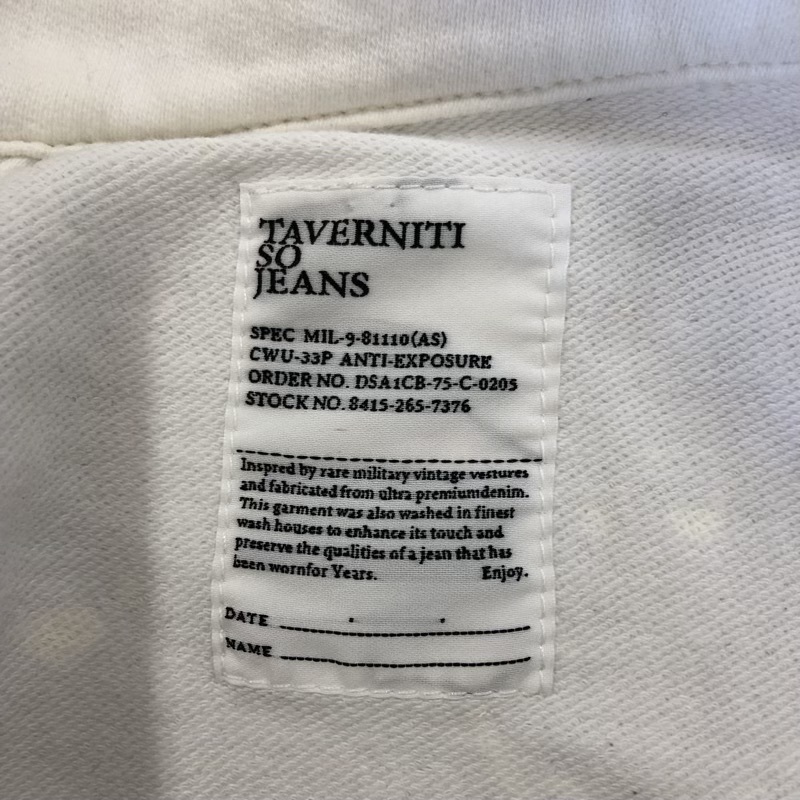 TAVERNITI
SO
JEANS
SPEC MIL-9-81110(AS)
CWU-33P ANTI-EXPOSURE
ORDER NO. DSA1CB-75-C-0205
STOCK NO. 8415-265-7376
Inspred by rare military vintage vestures
and fabricated from ultra premiumdenim.
This garment was also washed in finest
wash houses to enhance its touch and
preserve the qualities of a jean that has
been wornfor Years. Enjoy.
DATE
NAME